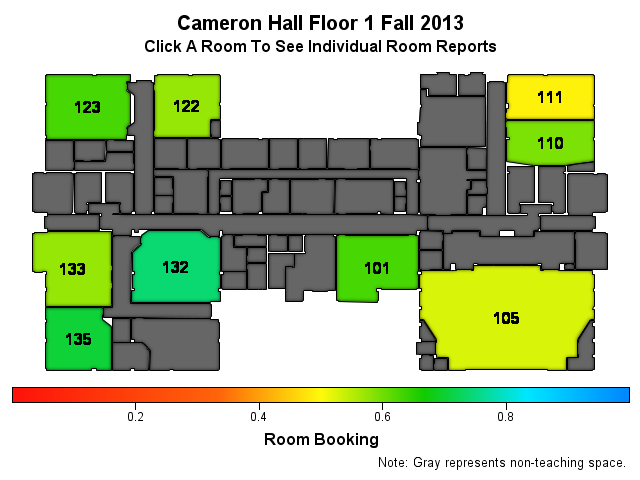 Cameron Hall Floor 1 Fall 2013
Click A Room To See Individual Room Reports
123
122
111
110
133
132
101
105
135
0.2 0.4 0.6 0.8
Room Booking
Note: Gray represents non-teaching space.